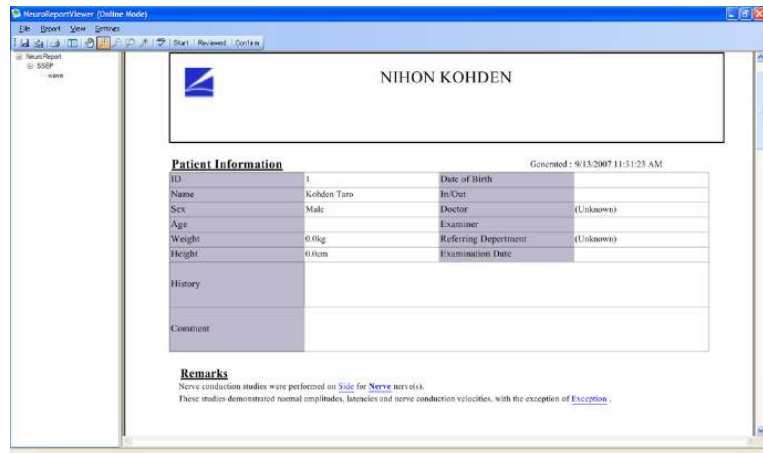 NeuroReportViewer (Online Mode)
File Report View Settings
Start Reviewed Confirm
NeuroReport
SSEP
wave
NIHON KOHDEN
Patient Information
Generated : 9/13/2007 11:31:23 AM
ID 1 Date of Birth
Name Kohden Taro In/Out
Sex Male Doctor (Unknown)
Age Examiner
Weight 0.0kg Referring Department (Unknown)
Height 0.0cm Examination Date
History
Comment
Remarks
Nerve conduction studies were performed on Side for Nerve nerve(s).
These studies demonstrated normal amplitudes, latencies and nerve conduction velocities, with the exception of Exception .